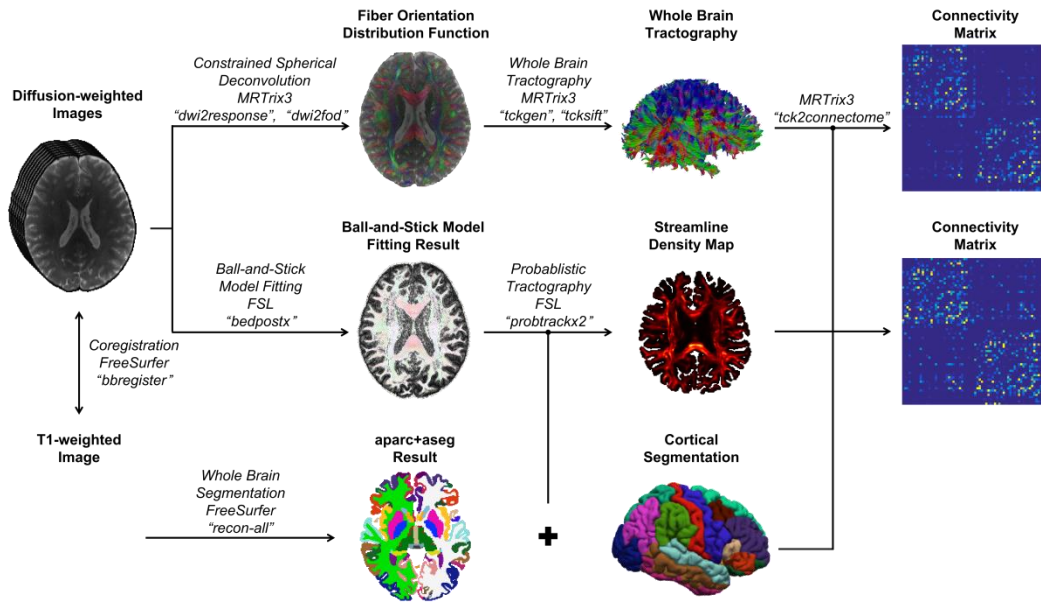 Fiber Orientation
Distribution Function
Whole Brain
Tractography
Connectivity
Matrix
Constrained Spherical
Deconvolution
MRTrix3
“dwi2response”, “dwi2fod”
Whole Brain
Tractography
MRTrix3
“tckgen”, “tcksift”
MRTrix3
“tck2connectome”
Diffusion-weighted
Images
Ball-and-Stick Model
Fitting Result
Streamline
Density Map
Connectivity
Matrix
Ball-and-Stick
Model Fitting
FSL
“bedpostx”
Probablistic
Tractography
FSL
“probtrackx2”
Coregistration
FreeSurfer
“bbregister”
T1-weighted
Image
aparc+aseg
Result
Cortical
Segmentation
Whole Brain
Segmentation
FreeSurfer
“recon-all”
+